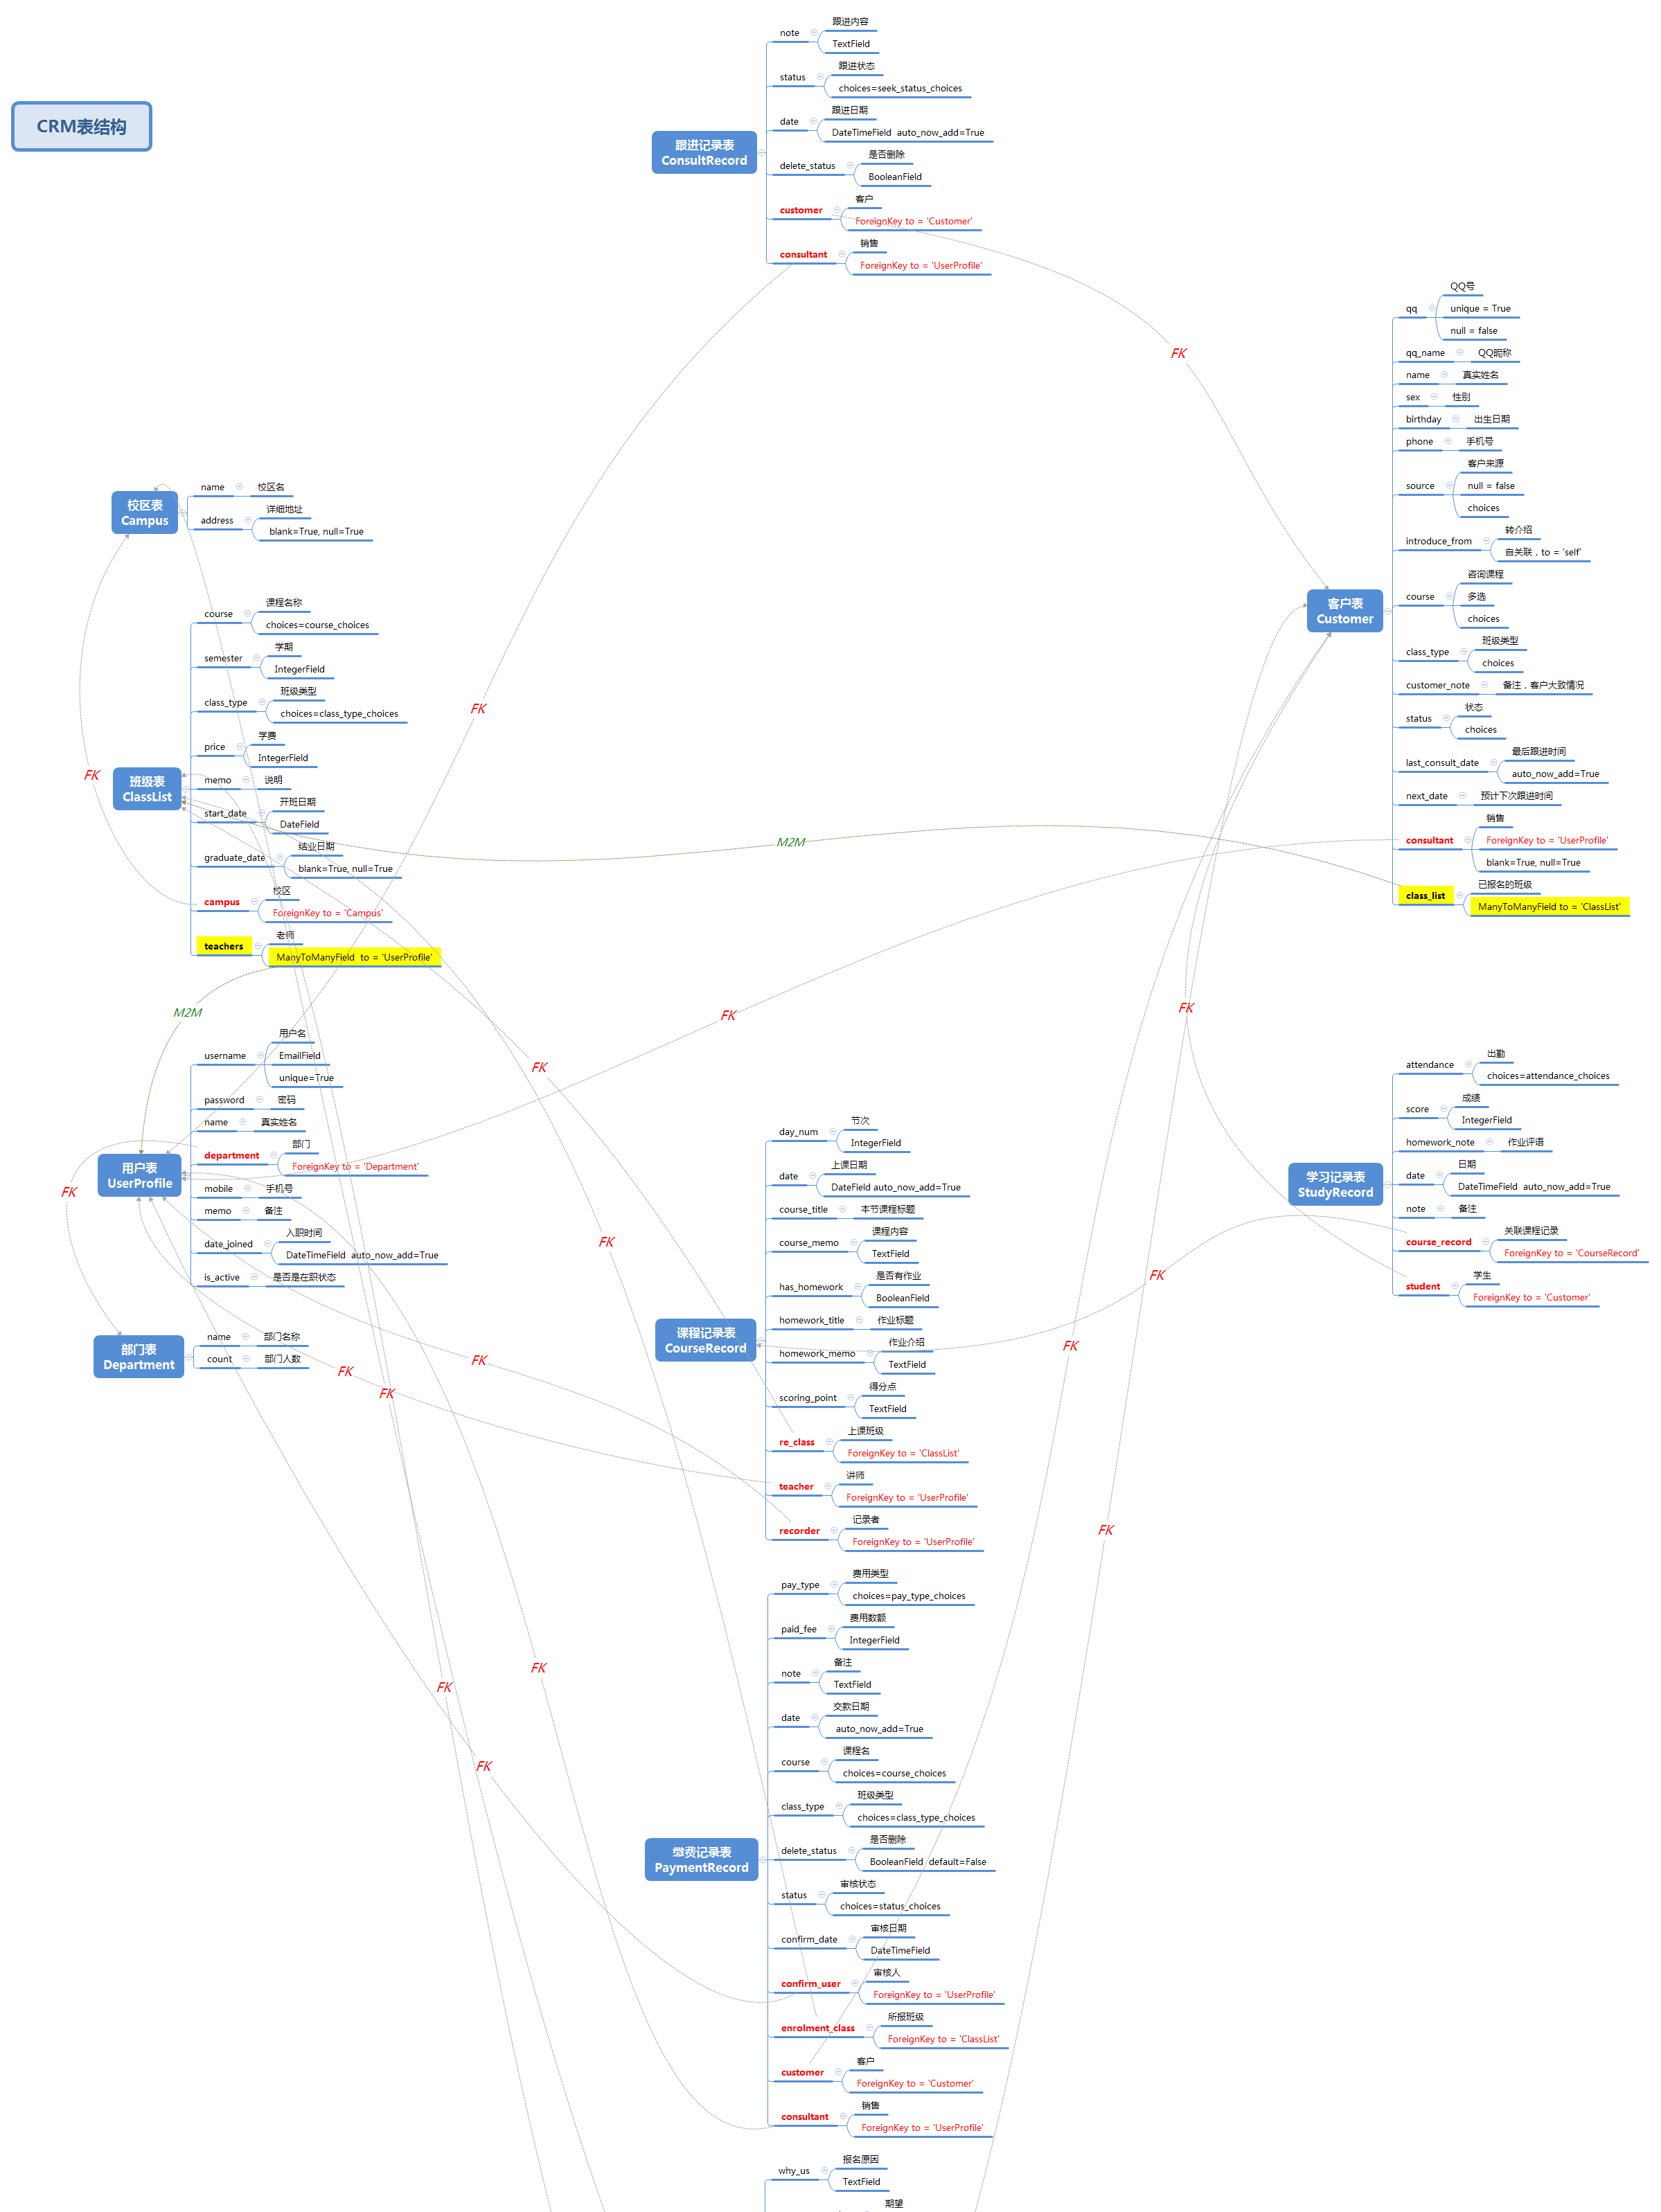 CRM表结构
跟进记录表
ConsultRecord
note
跟进内容
TextField
status
跟进状态
choices=seek_status_choices
date
跟进日期
DateTimeField auto_now_add=True
delete_status
是否删除
BooleanField
customer
客户
ForeignKey to = 'Customer'
consultant
销售
ForeignKey to = 'UserProfile'
FK
客户表
Customer
qq
QQ号
unique = True
null = false
qq_name
QQ昵称
name
真实姓名
sex
性别
birthday
出生日期
phone
手机号
source
客户来源
null = false
choices
introduce_from
转介绍
自关联，to = 'self'
course
咨询课程
多选
choices
class_type
班级类型
choices
customer_note
备注，客户大致情况
status
状态
choices
last_consult_date
最后跟进时间
auto_now_add=True
next_date
预计下次跟进时间
consultant
销售
ForeignKey to = 'UserProfile'
blank=True, null=True
class_list
已报名的班级
ManyToManyField to = 'ClassList'
校区表
Campus
name
校区名
address
详细地址
blank=True, null=True
FK
FK
班级表
ClassList
course
课程名称
choices=course_choices
semester
学期
IntegerField
class_type
班级类型
choices=class_type_choices
price
学费
IntegerField
memo
说明
start_date
开班日期
DateField
graduate_date
结业日期
blank=True, null=True
campus
校区
ForeignKey to = 'Campus'
teachers
老师
ManyToManyField to = 'UserProfile'
M2M
M2M
FK
FK
FK
用户表
UserProfile
username
用户名
EmailField
unique=True
password
密码
name
真实姓名
department
部门
ForeignKey to = 'Department'
mobile
手机号
memo
备注
date_joined
入职时间
DateTimeField auto_now_add=True
is_active
是否是在职状态
FK
FK
部门表
Department
name
部门名称
count
部门人数
FK
FK
FK
课程记录表
CourseRecord
day_num
节次
IntegerField
date
上课日期
DateField auto_now_add=True
course_title
本节课程标题
course_memo
课程内容
TextField
has_homework
是否有作业
BooleanField
homework_title
作业标题
homework_memo
作业介绍
TextField
scoring_point
得分点
TextField
re_class
上课班级
ForeignKey to = 'ClassList'
teacher
讲师
ForeignKey to = 'UserProfile'
recorder
记录者
ForeignKey to = 'UserProfile'
学习记录表
StudyRecord
attendance
出勤
choices=attendance_choices
score
成绩
IntegerField
homework_note
作业评语
date
日期
DateTimeField auto_now_add=True
note
备注
course_record
关联课程记录
ForeignKey to = 'CourseRecord'
student
学生
ForeignKey to = 'Customer'
FK
FK
FK
FK
FK
FK
缴费记录表
PaymentRecord
pay_type
费用类型
choices=pay_type_choices
paid_fee
费用数额
IntegerField
note
备注
TextField
date
交款日期
auto_now_add=True
course
课程名
choices=course_choices
class_type
班级类型
choices=class_type_choices
delete_status
是否删除
BooleanField default=False
status
审核状态
choices=status_choices
confirm_date
审核日期
DateTimeField
confirm_user
审核人
ForeignKey to = 'UserProfile'
enrolment_class
所报班级
ForeignKey to = 'ClassList'
customer
客户
ForeignKey to = 'Customer'
consultant
销售
ForeignKey to = 'UserProfile'
why_us
报名原因
TextField
期望